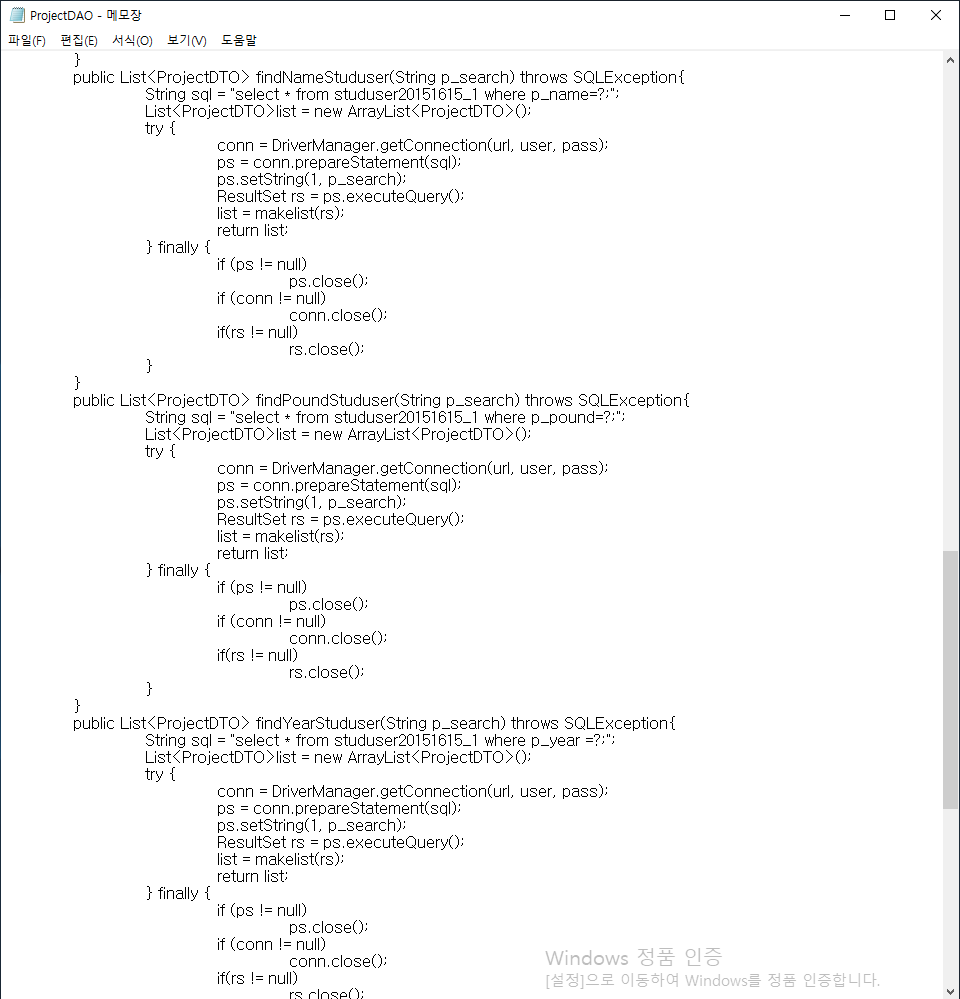 ProjectDAO - 메모장
파일(F) 편집(E) 서식(O) 보기(V) 도움말
}
public List<ProjectDTO> findNameStuduser(String p_search) throws SQLException{
String sql = "select * from studuser20151615_1 where p_name=?;";
List<ProjectDTO>list = new ArrayList<ProjectDTO>();
try {
conn = DriverManager.getConnection(url, user, pass);
ps = conn.prepareStatement(sql);
ps.setString(1, p_search);
ResultSet rs = ps.executeQuery();
list = makelist(rs);
return list;
} finally {
if (ps != null)
ps.close();
if (conn != null)
conn.close();
if(rs != null)
rs.close();
}
}
public List<ProjectDTO> findPoundStuduser(String p_search) throws SQLException{
String sql = "select * from studuser20151615_1 where p_pound=?;";
List<ProjectDTO>list = new ArrayList<ProjectDTO>();
try {
conn = DriverManager.getConnection(url, user, pass);
ps = conn.prepareStatement(sql);
ps.setString(1, p_search);
ResultSet rs = ps.executeQuery();
list = makelist(rs);
return list;
} finally {
if (ps != null)
ps.close();
if (conn != null)
conn.close();
if(rs != null)
rs.close();
}
}
public List<ProjectDTO> findYearStuduser(String p_search) throws SQLException{
String sql = "select * from studuser20151615_1 where p_year =?;";
List<ProjectDTO>list = new ArrayList<ProjectDTO>();
try {
conn = DriverManager.getConnection(url, user, pass);
ps = conn.prepareStatement(sql);
ps.setString(1, p_search);
ResultSet rs = ps.executeQuery();
list = makelist(rs);
return list;
} finally {
if (ps != null)
ps.close();
if (conn != null)
conn.close();
if(rs != null)
rs.close();
Windows 정품 인증
[설정]으로 이동하여 Windows를 정품 인증합니다.